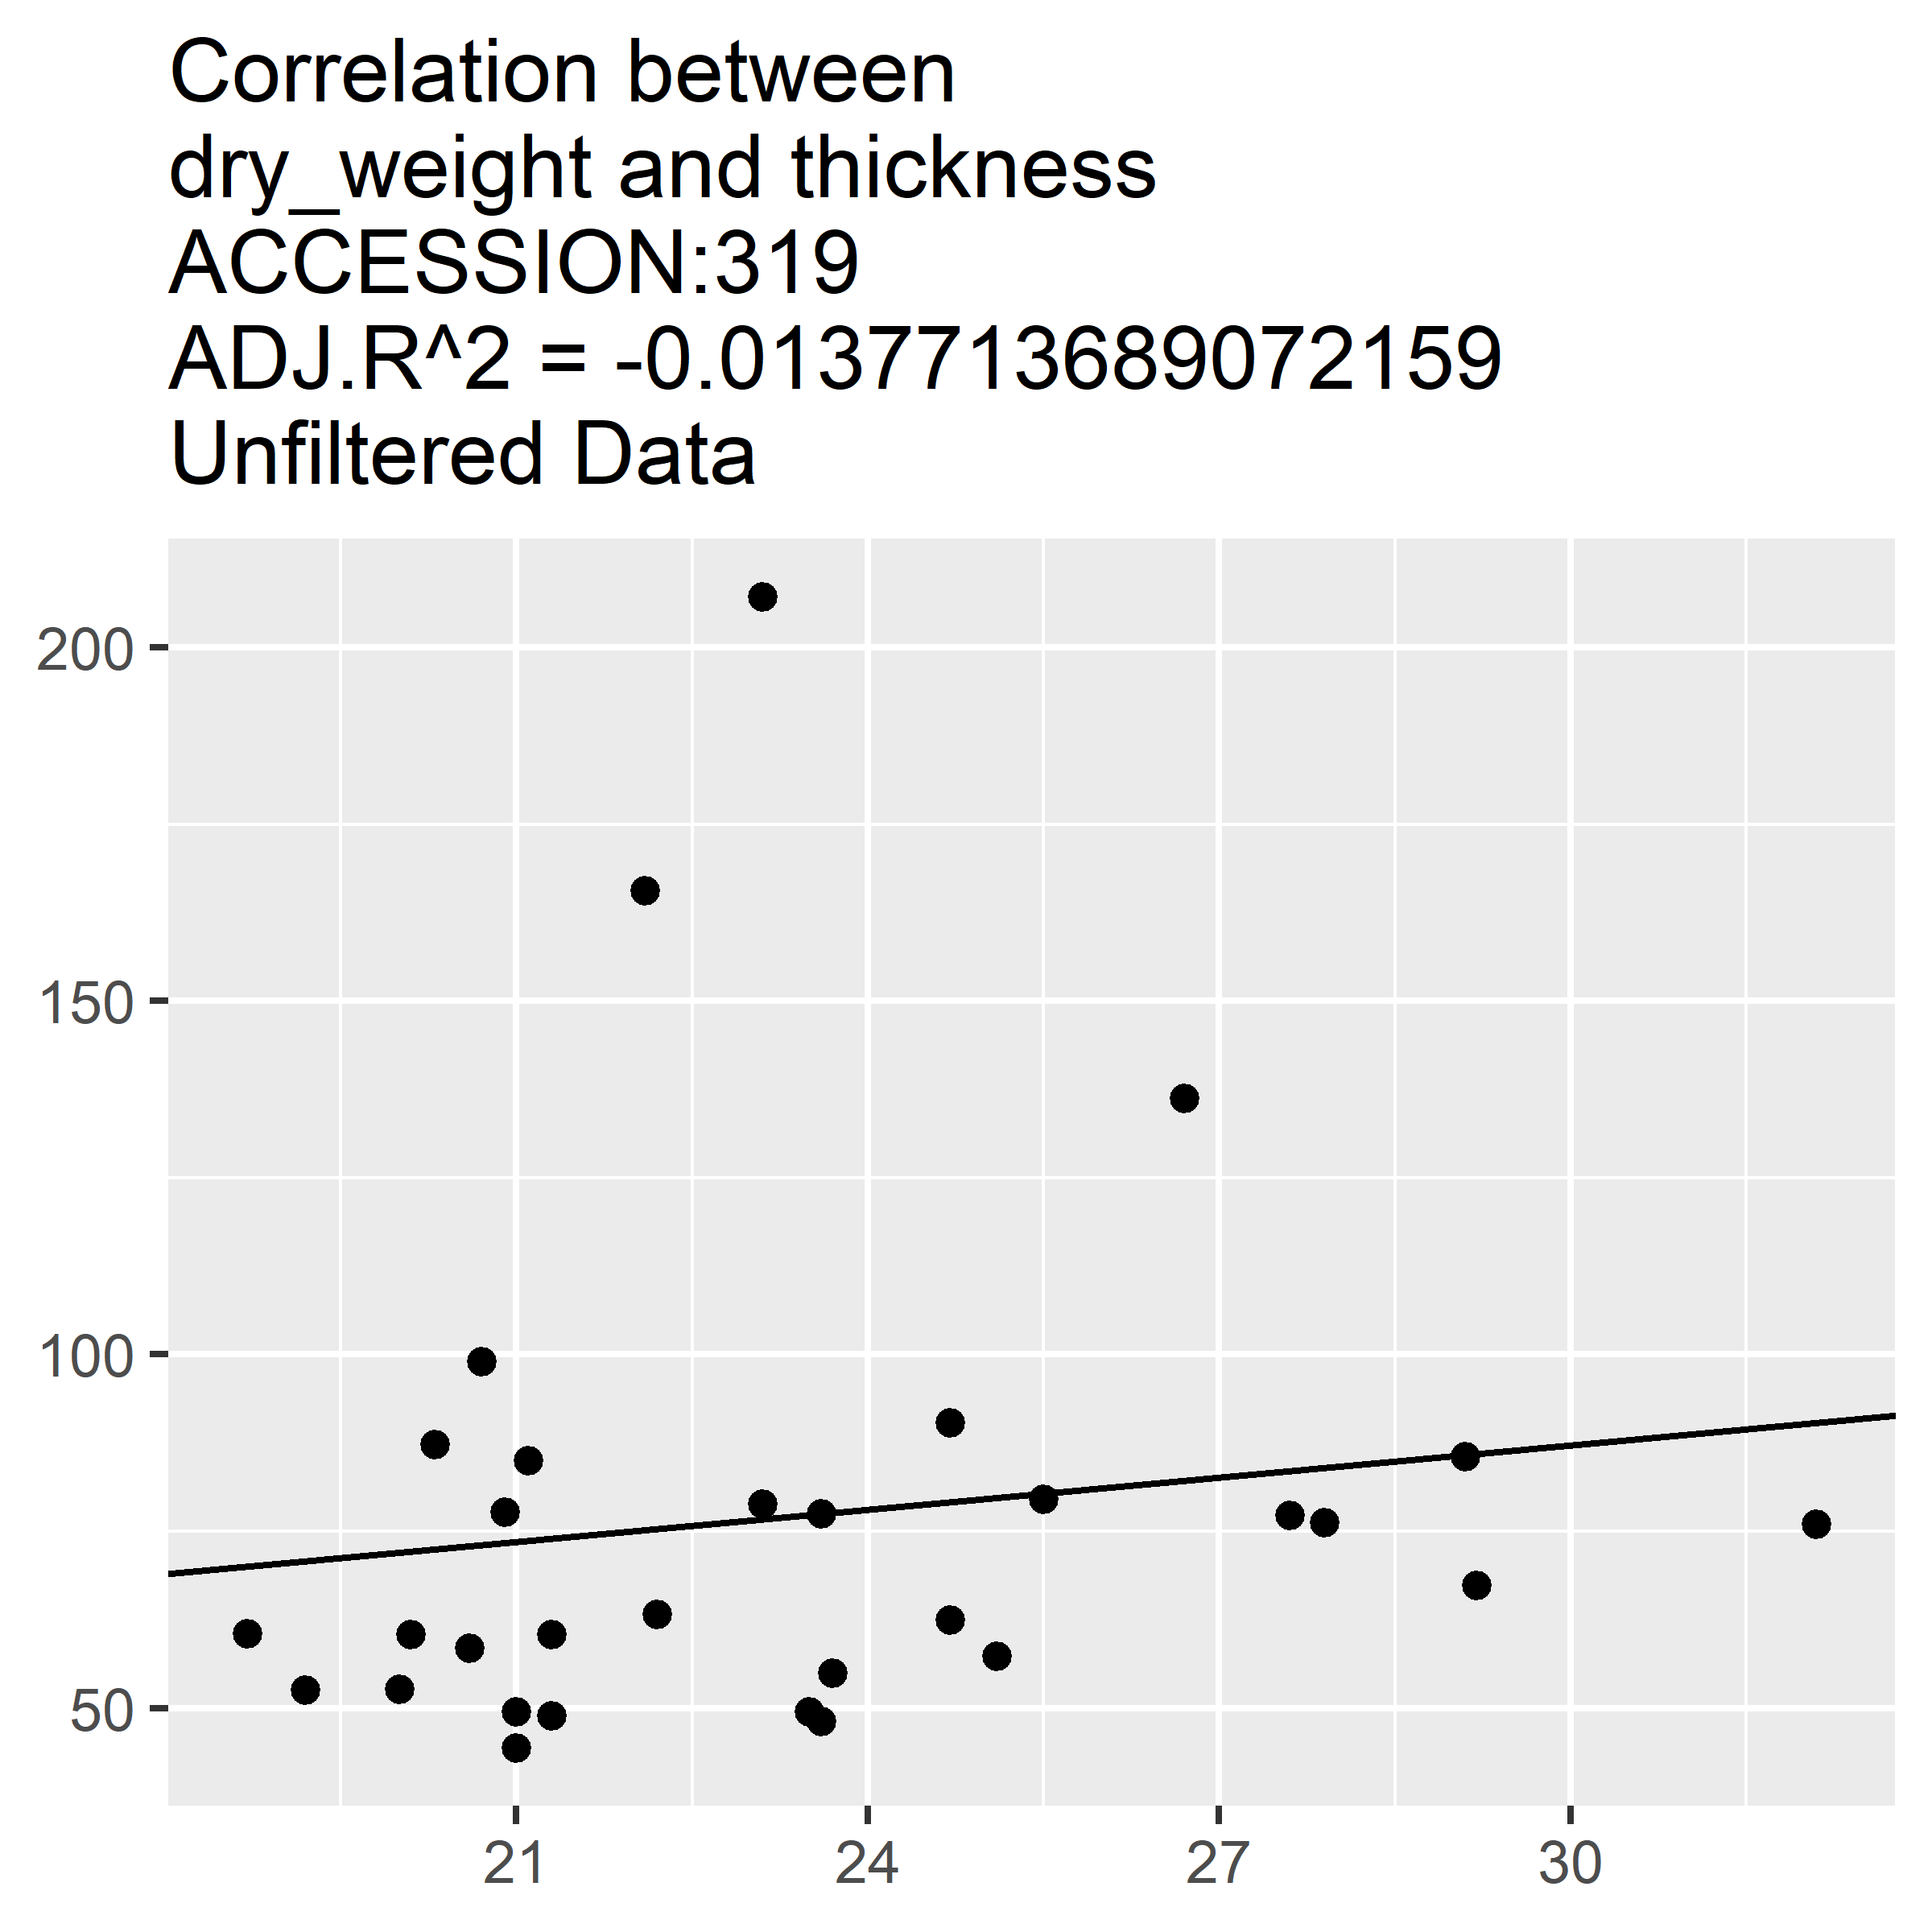 Correlation between
dry_weight and thickness
ACCESSION:319
ADJ.R^2 = -0.0137713689072159
Unfiltered Data
200
150
100
50
21
24
27
30